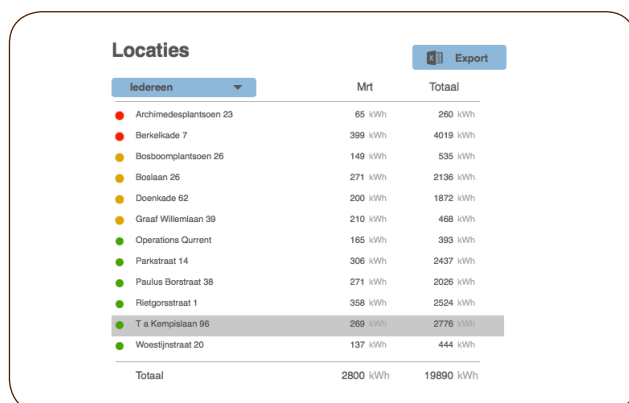 Locaties
Export
Iedereen Mrt Totaal
Archimedesplantsoen 23 65 kWh 260 kWh
Berkelkade 7 399 kWh 4019 kWh
Bosboomplantsoen 26 149 kWh 535 kWh
Boslaan 26 271 kWh 2136 kWh
Doenkade 62 200 kWh 1872 kWh
Graaf Willemlaan 39 210 kWh 468 kWh
Operations Qurrent 165 kWh 393 kWh
Parkstraat 14 306 kWh 2437 kWh
Paulus Borstraat 38 271 kWh 2026 kWh
Rietgorsstraat 1 358 kWh 2524 kWh
T a Kempislaan 96 269 kWh 2776 kWh
Woestijnstraat 20 137 kWh 444 kWh
Totaal 2800 kWh 19890 kWh